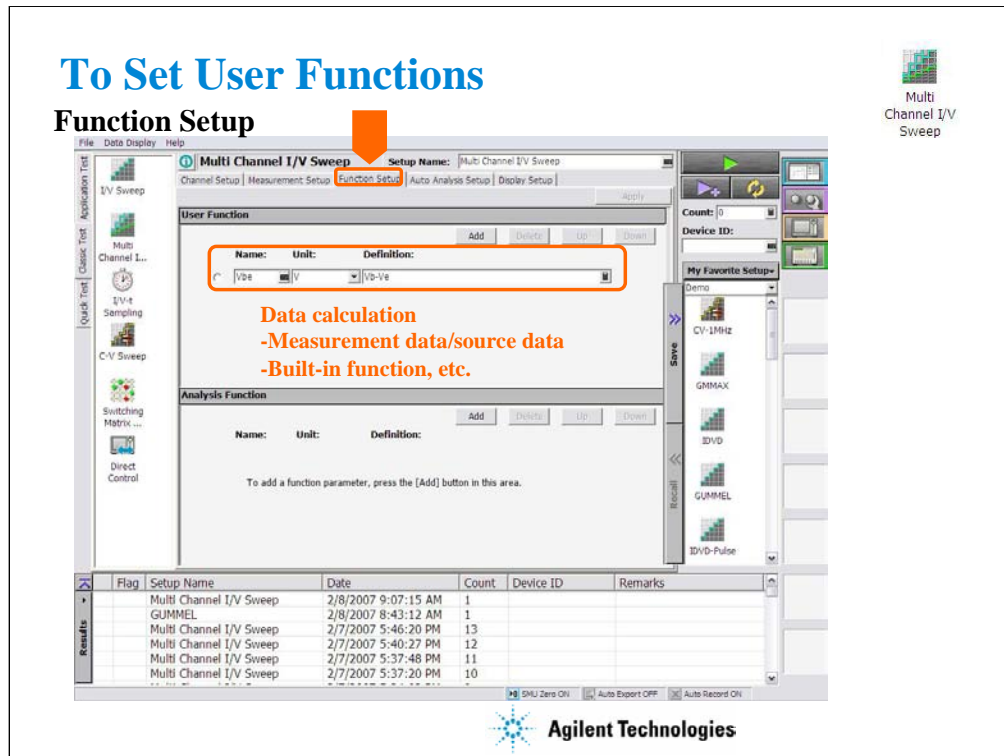 To Set User Functions
Function Setup
Multi
Channel I/V
Sweep
File Data Display Help
Quick Test Classic Test Application Test
I/V Sweep
Multi
Channel I...
I/V-t
Sampling
C-V Sweep
Switching
Matrix ...
Direct
Control
Multi Channel I/V Sweep Setup Name: Multi Channel I/V Sweep
Channel Setup Measurement Setup Function Setup Auto Analysis Setup Display Setup
Apply
User Function
Add Delete Up Down
Name: Unit: Definition:
Vbe V Vb-Ve
Data calculation
-Measurement data/source data
-Built-in function, etc.
Analysis Function
Add Delete Up Down
Name: Unit: Definition:
To add a function parameter, press the [Add] button in this area.
Save
Recall
Count: 0
Device ID:
My Favorite Setup
Demo
CV-1MHz
GMMAX
IDVD
GUMMEL
IDVD-Pulse
Results
Flag Setup Name Date Count Device ID Remarks
Multi Channel I/V Sweep 2/8/2007 9:07:15 AM 1
GUMMEL 2/8/2007 8:43:12 AM 1
Multi Channel I/V Sweep 2/7/2007 5:46:20 PM 13
Multi Channel I/V Sweep 2/7/2007 5:40:27 PM 12
Multi Channel I/V Sweep 2/7/2007 5:37:48 PM 11
Multi Channel I/V Sweep 2/7/2007 5:37:20 PM 10
SMU Zero ON Auto Export OFF Auto Record ON
Agilent Technologies